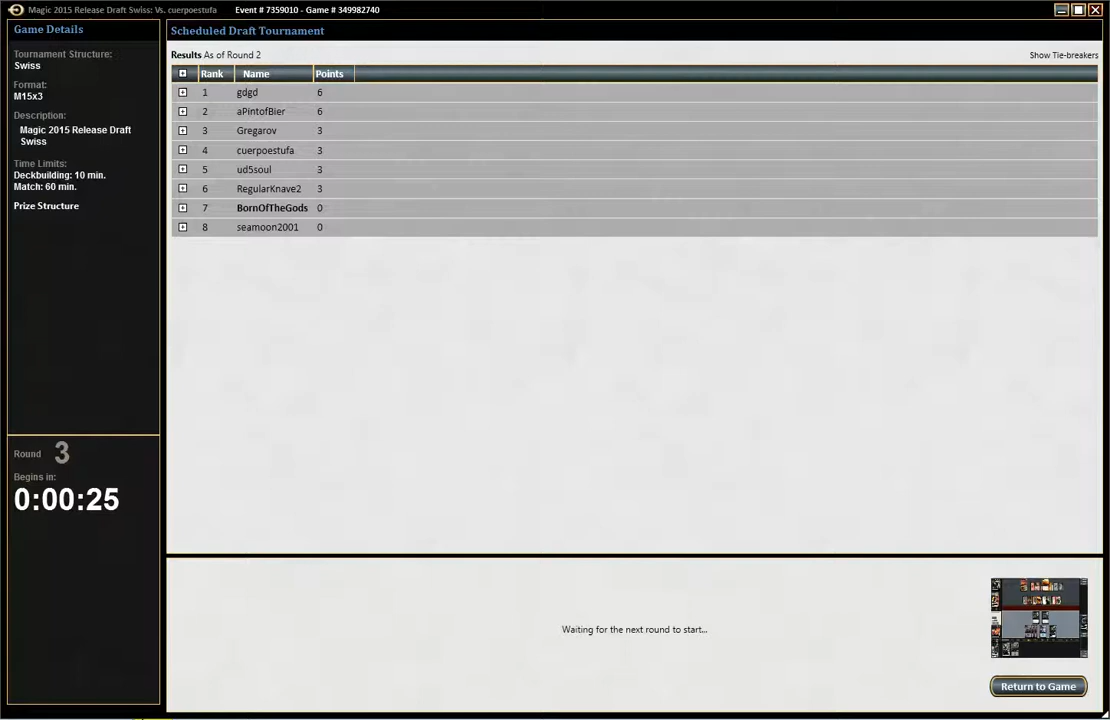 Magic 2015 Release Draft Swiss: Vs. cuerpoestufa Event # 7359010 - Game # 349982740
Game Details
Tournament Structure:
Swiss
Format:
M15x3
Description:
Magic 2015 Release Draft
Swiss
Time Limits:
Deckbuilding: 10 min.
Match: 60 min.
Prize Structure
Round 3
Begins in:
0:00:25
Scheduled Draft Tournament
Results As of Round 2 Show Tie-breakers
Rank Name Points
1 gdgd 6
2 aPintofBier 6
3 Gregarov 3
4 cuerpoestufa 3
5 ud5soul 3
6 RegularKnave2 3
7 BornOfTheGods 0
8 seamoon2001 0
Waiting for the next round to start...
Return to Game